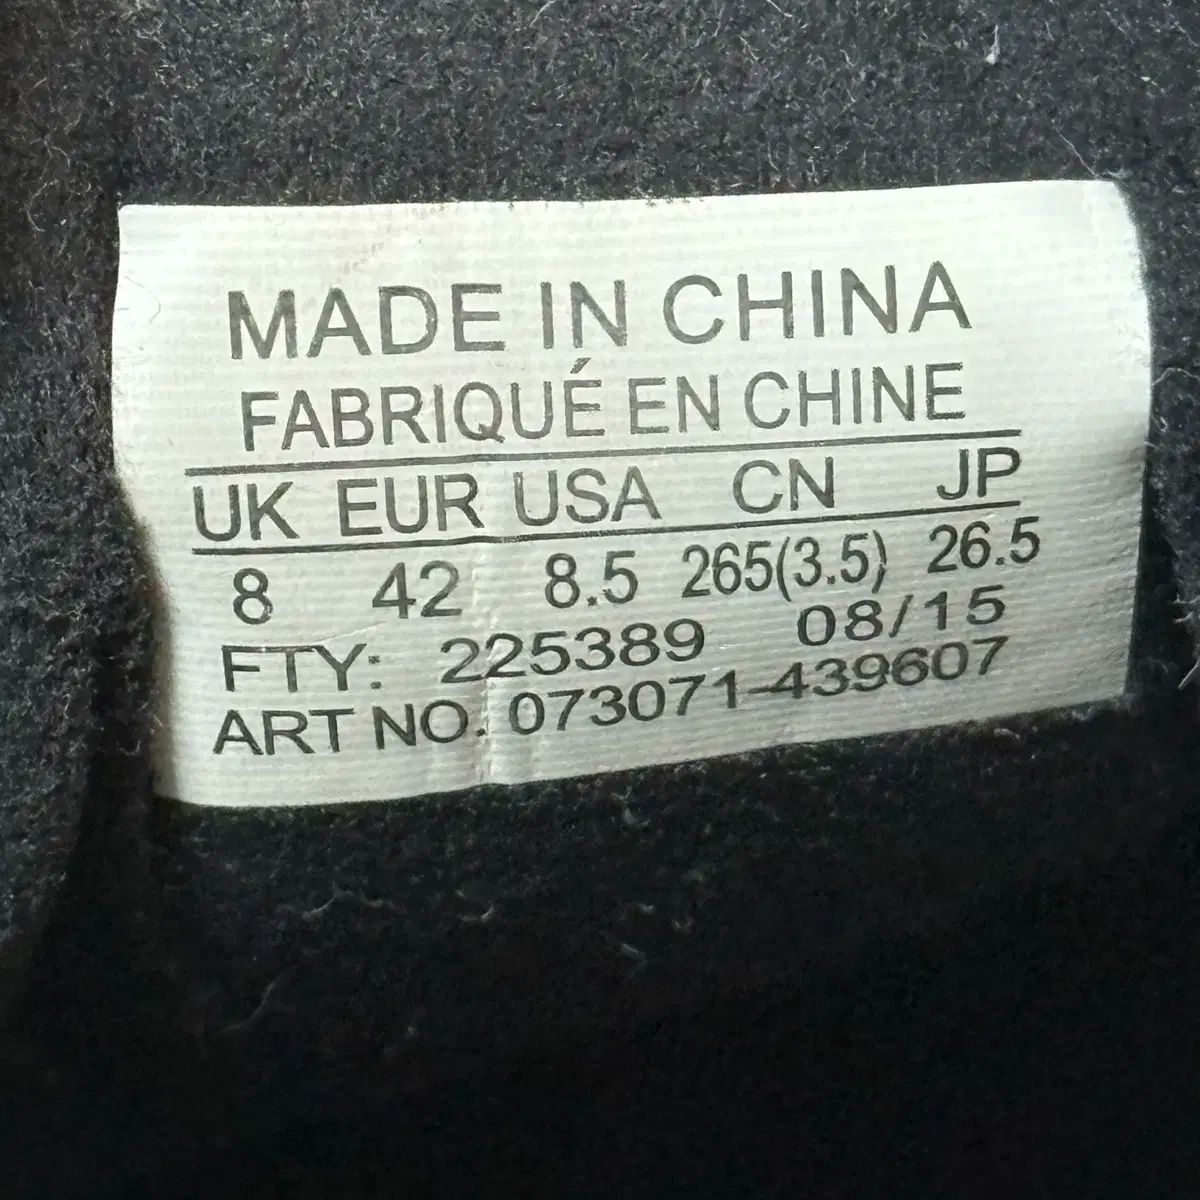 MADE IN CHINA
FABRIQUÉ EN CHINE
UK EUR USA CN JP
8 42 8.5 265(3.5) 26.5
FTY: 225389 08/15
ART NO. 073071-439607